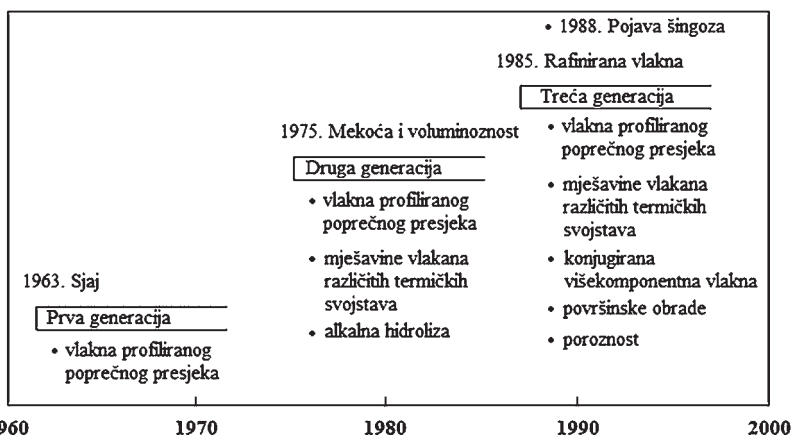 1963. Sjaj
Prva generacija
• vlakna profiliranog
poprečnog presjeka
1975. Mekoća i voluminoznost
Druga generacija
• vlakna profiliranog
poprečnog presjeka
• mješavine vlakana
različitih termičkih
svojstava
• alkalna hidroliza
• 1988. Pojava šingoza
1985. Rafinirana vlakna
Treća generacija
• vlakna profiliranog
poprečnog presjeka
• mješavine vlakana
različitih termičkih
svojstava
• konjugirana
višekomponentna vlakna
• površinske obrade
• poroznost
960 1970 1980 1990 2000